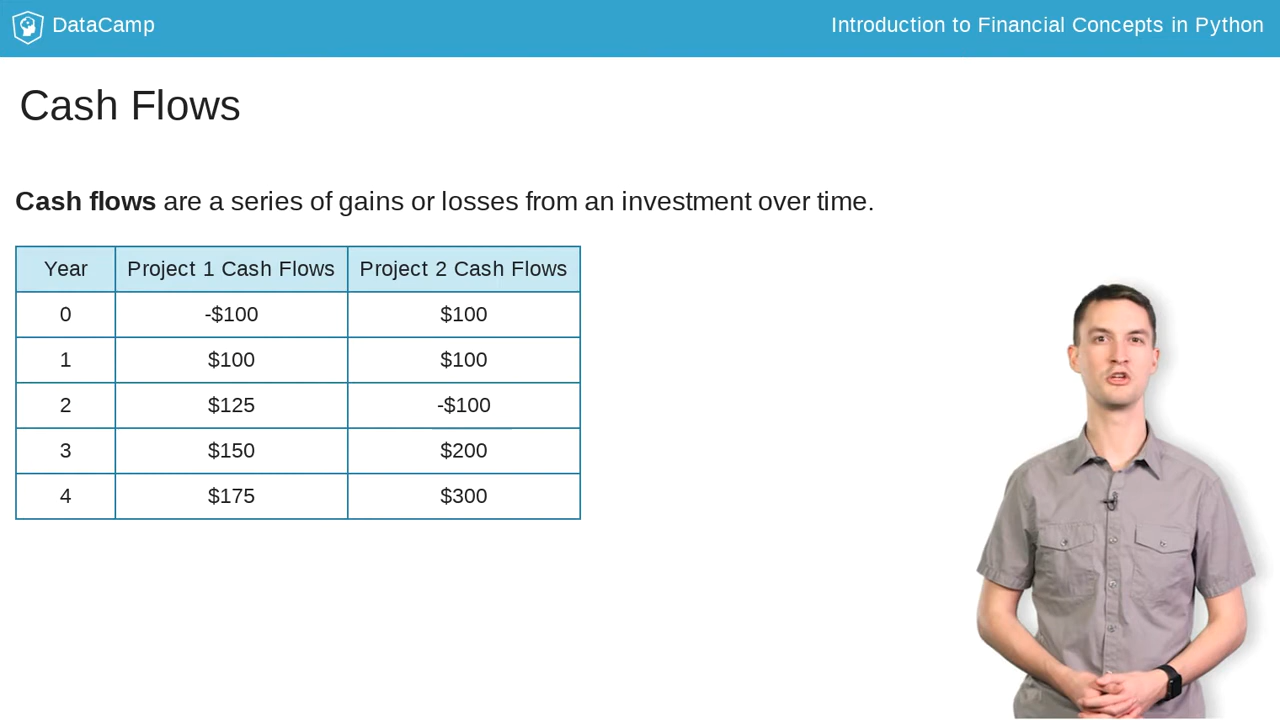 DataCamp
Introduction to Financial Concepts in Python
Cash Flows
Cash flows are a series of gains or losses from an investment over time.
Year Project 1 Cash Flows Project 2 Cash Flows
0 -$100 $100
1 $100 $100
2 $125 -$100
3 $150 $200
4 $175 $300